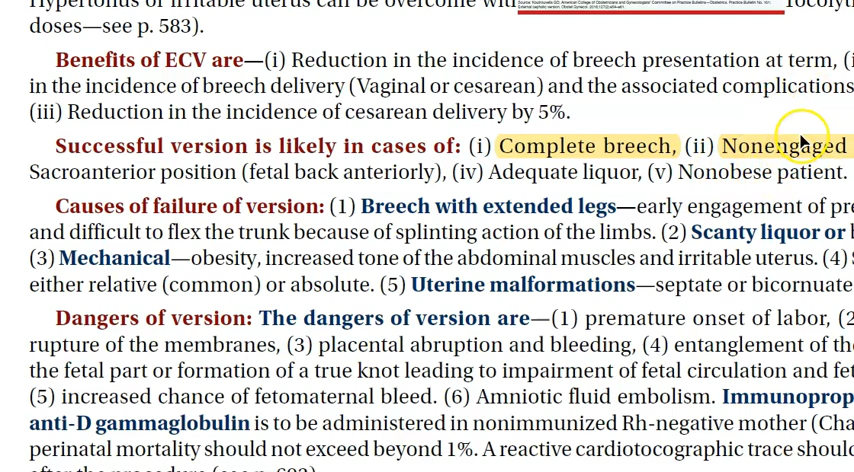 Hypertonus or irritable uterus can be overcome with
doses—see p. 583).
Benefits of ECV are—(i) Reduction in the incidence of breech presentation at term, (i
in the incidence of breech delivery (Vaginal or cesarean) and the associated complications
(iii) Reduction in the incidence of cesarean delivery by 5%.
Successful version is likely in cases of: (i) Complete breech, (ii) Nonengaged
Sacroanterior position (fetal back anteriorly), (iv) Adequate liquor, (v) Nonobese patient.
Causes of failure of version: (1) Breech with extended legs—early engagement of pre
and difficult to flex the trunk because of splinting action of the limbs. (2) Scanty liquor or
(3) Mechanical—obesity, increased tone of the abdominal muscles and irritable uterus. (4)
either relative (common) or absolute. (5) Uterine malformations—septate or bicornuate
Dangers of version: The dangers of version are—(1) premature onset of labor, (2
rupture of the membranes, (3) placental abruption and bleeding, (4) entanglement of the
the fetal part or formation of a true knot leading to impairment of fetal circulation and fet
(5) increased chance of fetomaternal bleed. (6) Amniotic fluid embolism. Immunoprop
anti-D gammaglobulin is to be administered in nonimmunized Rh-negative mother (Cha
perinatal mortality should not exceed beyond 1%. A reactive cardiotocographic trace should